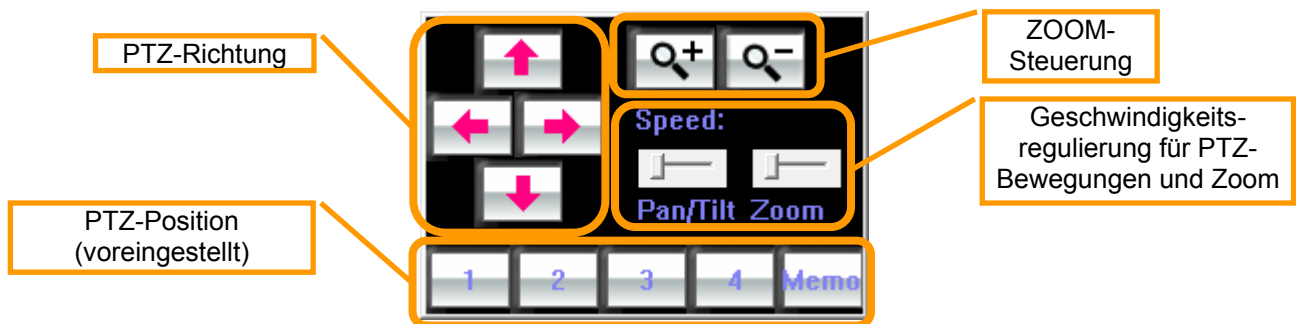 PTZ-Richtung
ZOOM-
Steuerung
Speed:
Geschwindigkeits-
regulierung für PTZ-
Bewegungen und Zoom
Pan/Tilt Zoom
PTZ-Position
(voreingestellt)
1 2 3 4 Memo